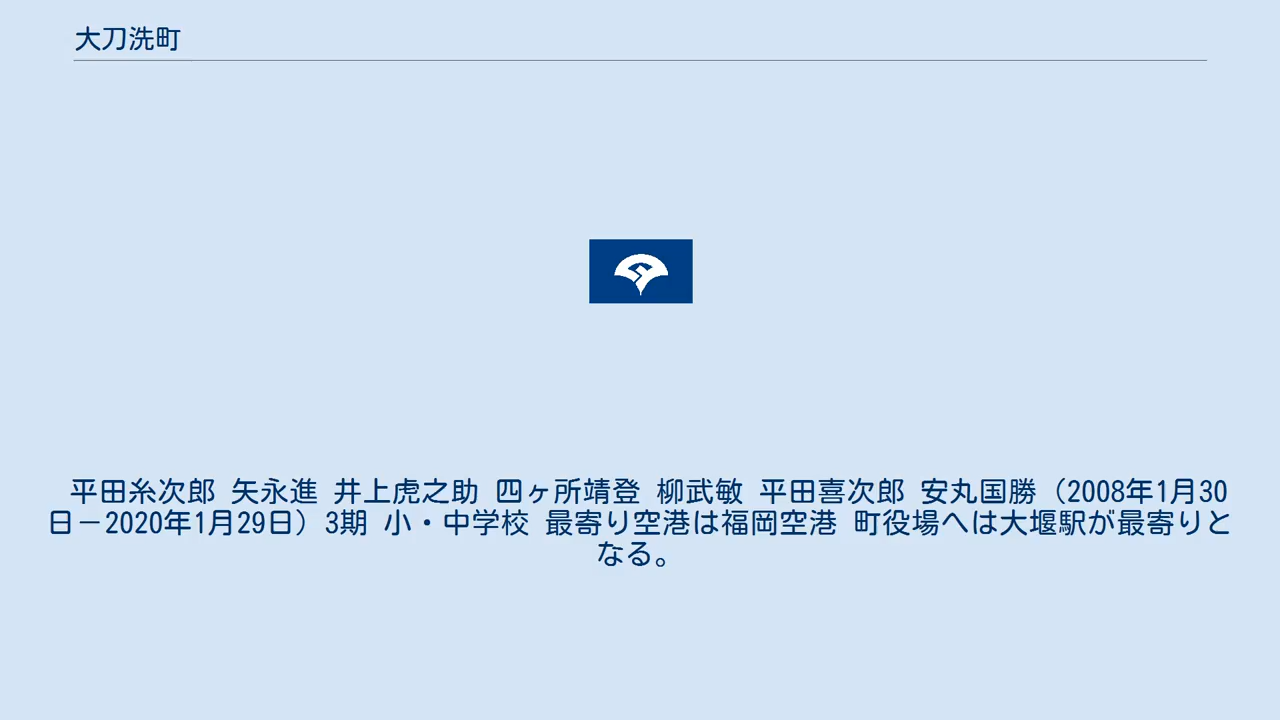 大刀洗町
平田糸次郎 矢永進 井上虎之助 四ヶ所靖登 柳武敏 平田喜次郎 安丸国勝（2008年1月30
日－2020年1月29日）3期 小・中学校 最寄り空港は福岡空港 町役場へは大堰駅が最寄りと
なる。